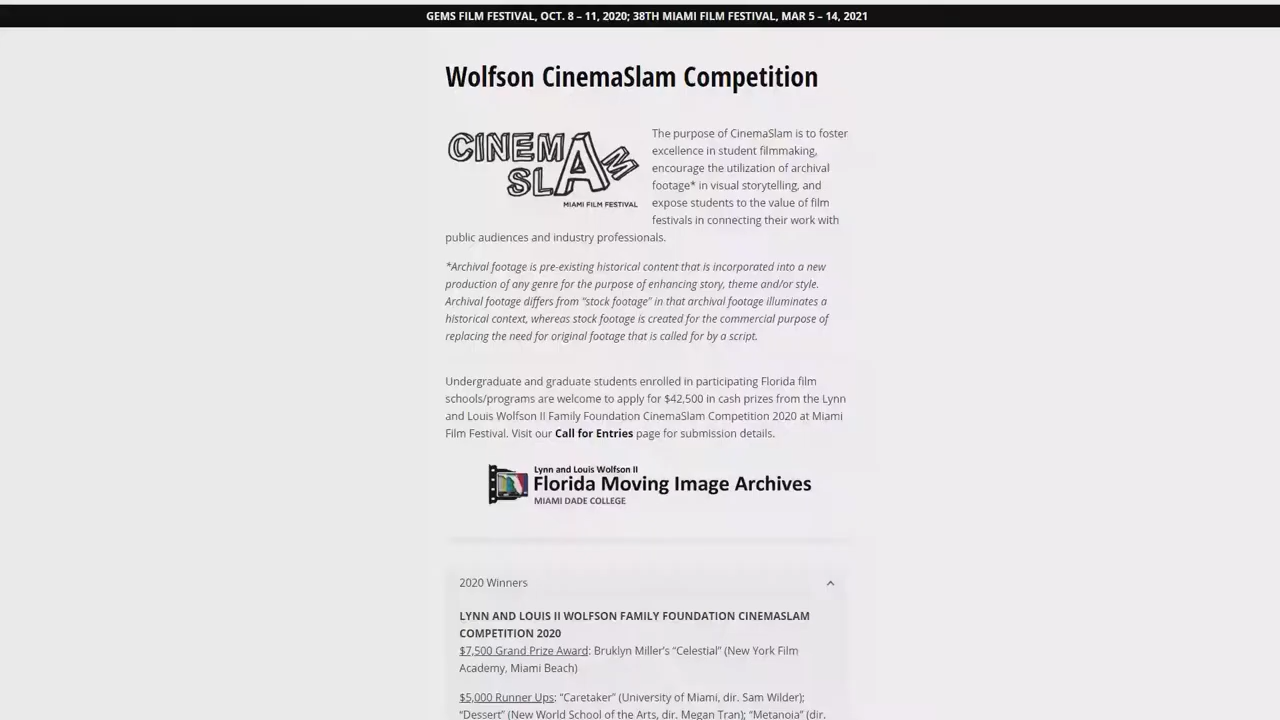 GEMS FILM FESTIVAL, OCT. 8 – 11, 2020; 38TH MIAMI FILM FESTIVAL, MAR 5 – 14, 2021
Wolfson CinemaSlam Competition
CINEMA
SLAM
MIAMI FILM FESTIVAL
The purpose of CinemaSlam is to foster
excellence in student filmmaking,
encourage the utilization of archival
footage* in visual storytelling, and
expose students to the value of film
festivals in connecting their work with
public audiences and industry professionals.
*Archival footage is pre-existing historical content that is incorporated into a new
production of any genre for the purpose of enhancing story, theme and/or style.
Archival footage differs from “stock footage” in that archival footage illuminates a
historical context, whereas stock footage is created for the commercial purpose of
replacing the need for original footage that is called for by a script.
Undergraduate and graduate students enrolled in participating Florida film
schools/programs are welcome to apply for $42,500 in cash prizes from the Lynn
and Louis Wolfson II Family Foundation CinemaSlam Competition 2020 at Miami
Film Festival. Visit our Call for Entries page for submission details.
Lynn and Louis Wolfson II
Florida Moving Image Archives
MIAMI DADE COLLEGE
2020 Winners
LYNN AND LOUIS II WOLFSON FAMILY FOUNDATION CINEMASLAM
COMPETITION 2020
$7,500 Grand Prize Award: Bruklyn Miller’s “Celestial” (New York Film
Academy, Miami Beach)
$5,000 Runner Ups: “Caretaker” (University of Miami, dir. Sam Wilder);
“Dessert” (New World School of the Arts, dir. Megan Tran); “Metanoia” (dir.